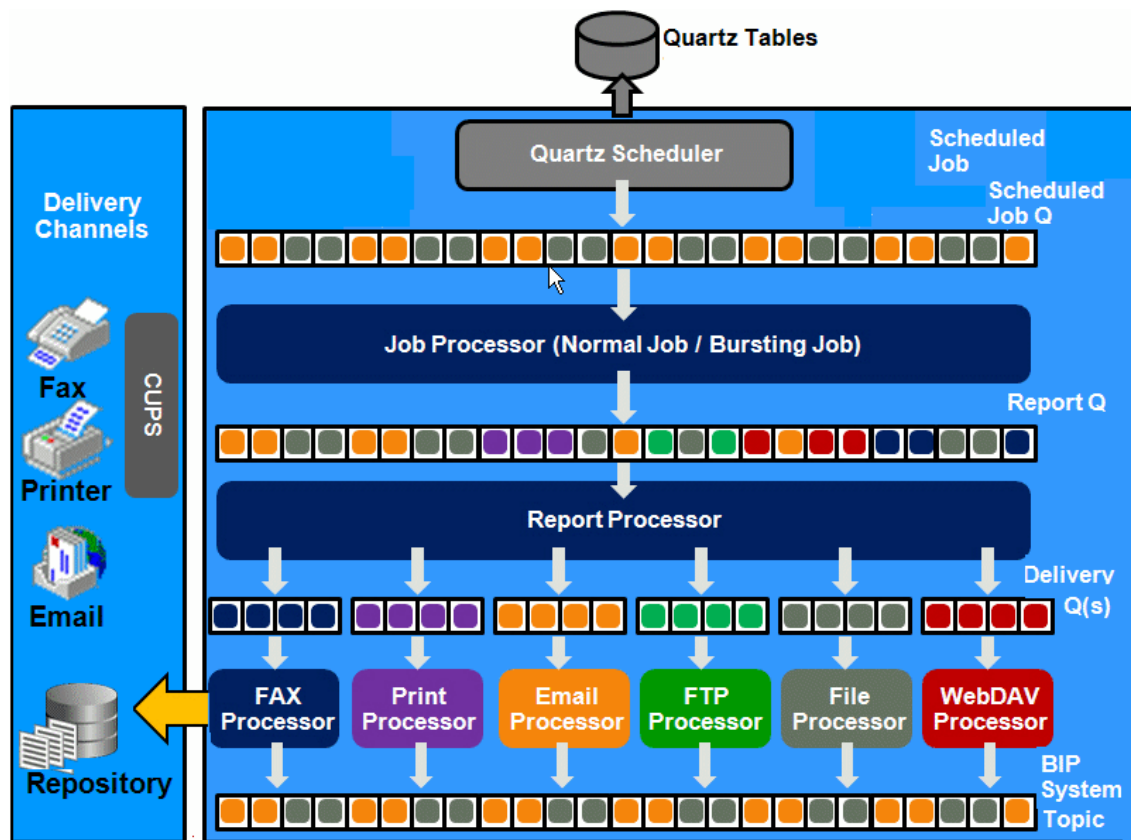 Quartz Tables
Quartz Scheduler
Scheduled
Job
Scheduled
Job Q
Delivery
Channels
Job Processor (Normal Job / Bursting Job)
Fax
CUPS
Report Q
Printer
Report Processor
Email
Delivery
Q(s)
FAX
Processor
Print
Processor
Email
Processor
FTP
Processor
File
Processor
WebDAV
Processor
Repository
BIP
System
Topic